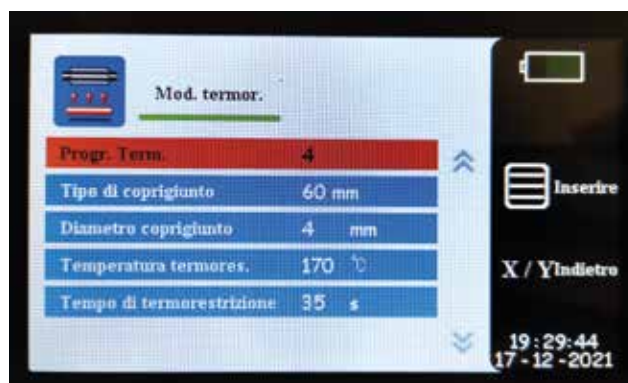 Mod. termor.
Progr. Term. 4
Tipo di coprigiunto 60 mm
Diametro coprigiunto 4 mm
Temperatura termores. 170 ℃
Tempo di termorestrizione 35 s
Inserire
X / Y Indietro
19:29:44
17-12-2021